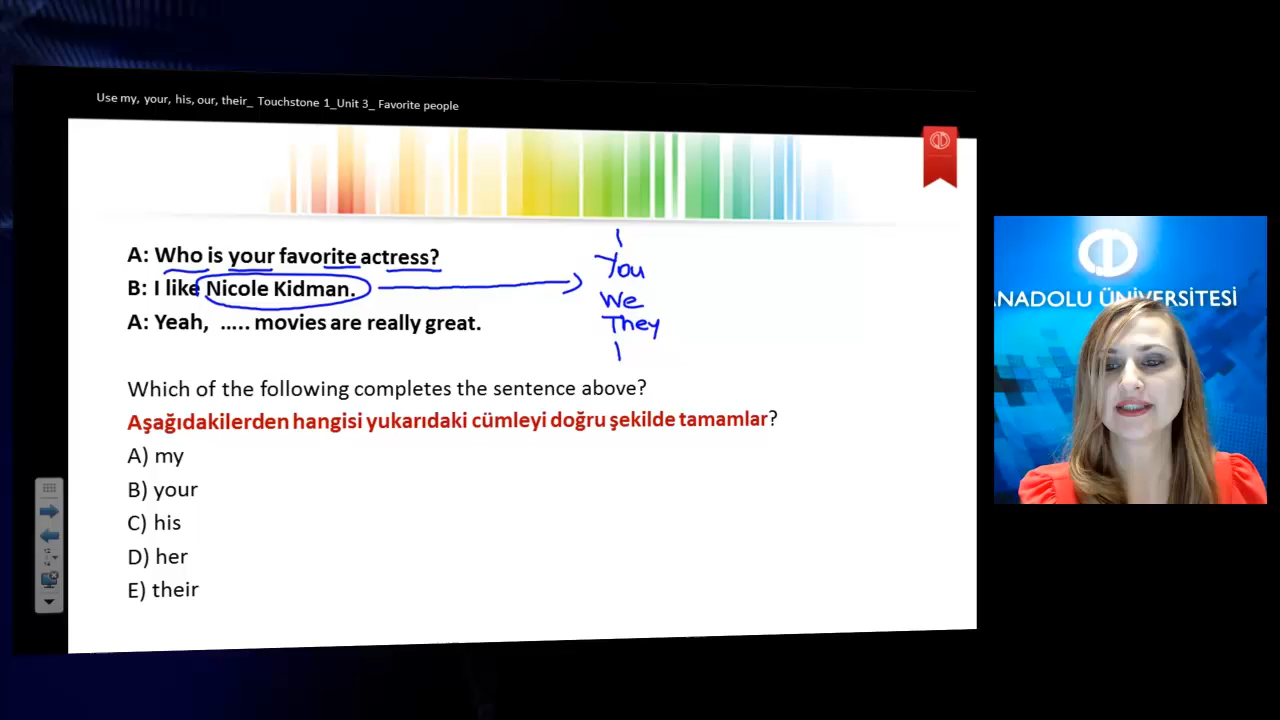 Use my, your, his, our, their_ Touchstone 1_Unit 3_ Favorite people
A: Who is your favorite actress?
B: I like Nicole Kidman.
A: Yeah, ..... movies are really great.
I
You
We
They
I
Which of the following completes the sentence above?
Aşağıdakilerden hangisi yukarıdaki cümleyi doğru şekilde tamamlar?
A) my
B) your
C) his
D) her
E) their
ANADOLU ÜNİVERSİTESİ